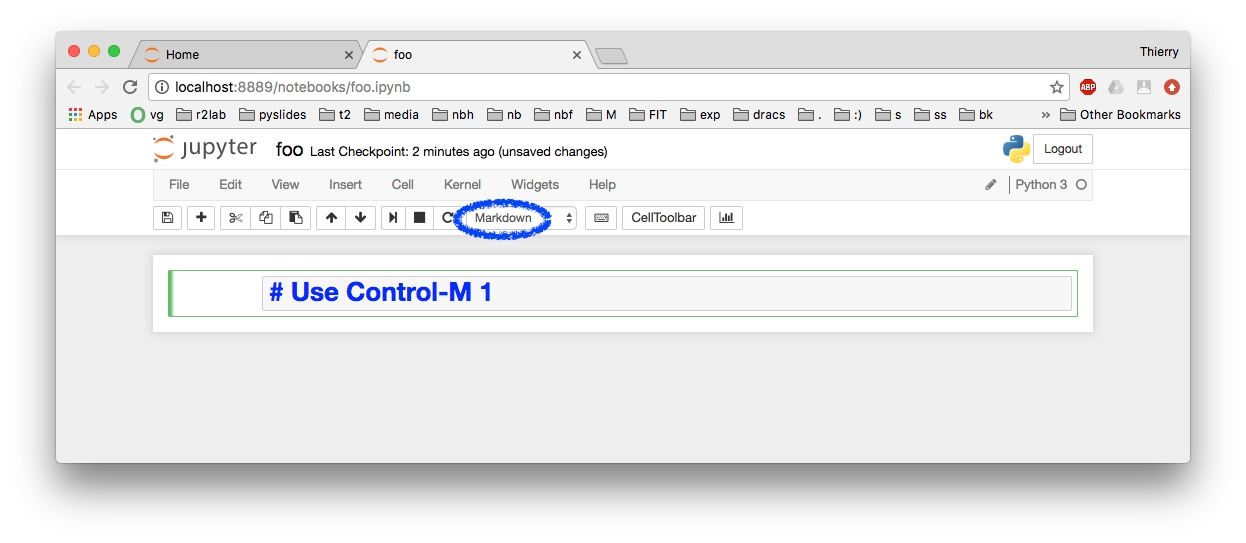 Home foo Thierry
localhost:8889/notebooks/foo.ipynb ABP
Apps vg r2lab pyslides t2 media nbh nb nbf M FIT exp dracs . :) s ss bk » Other Bookmarks
jupyter foo Last Checkpoint: 2 minutes ago (unsaved changes) Logout
File Edit View Insert Cell Kernel Widgets Help Python 3
Markdown CellToolbar
# Use Control-M 1